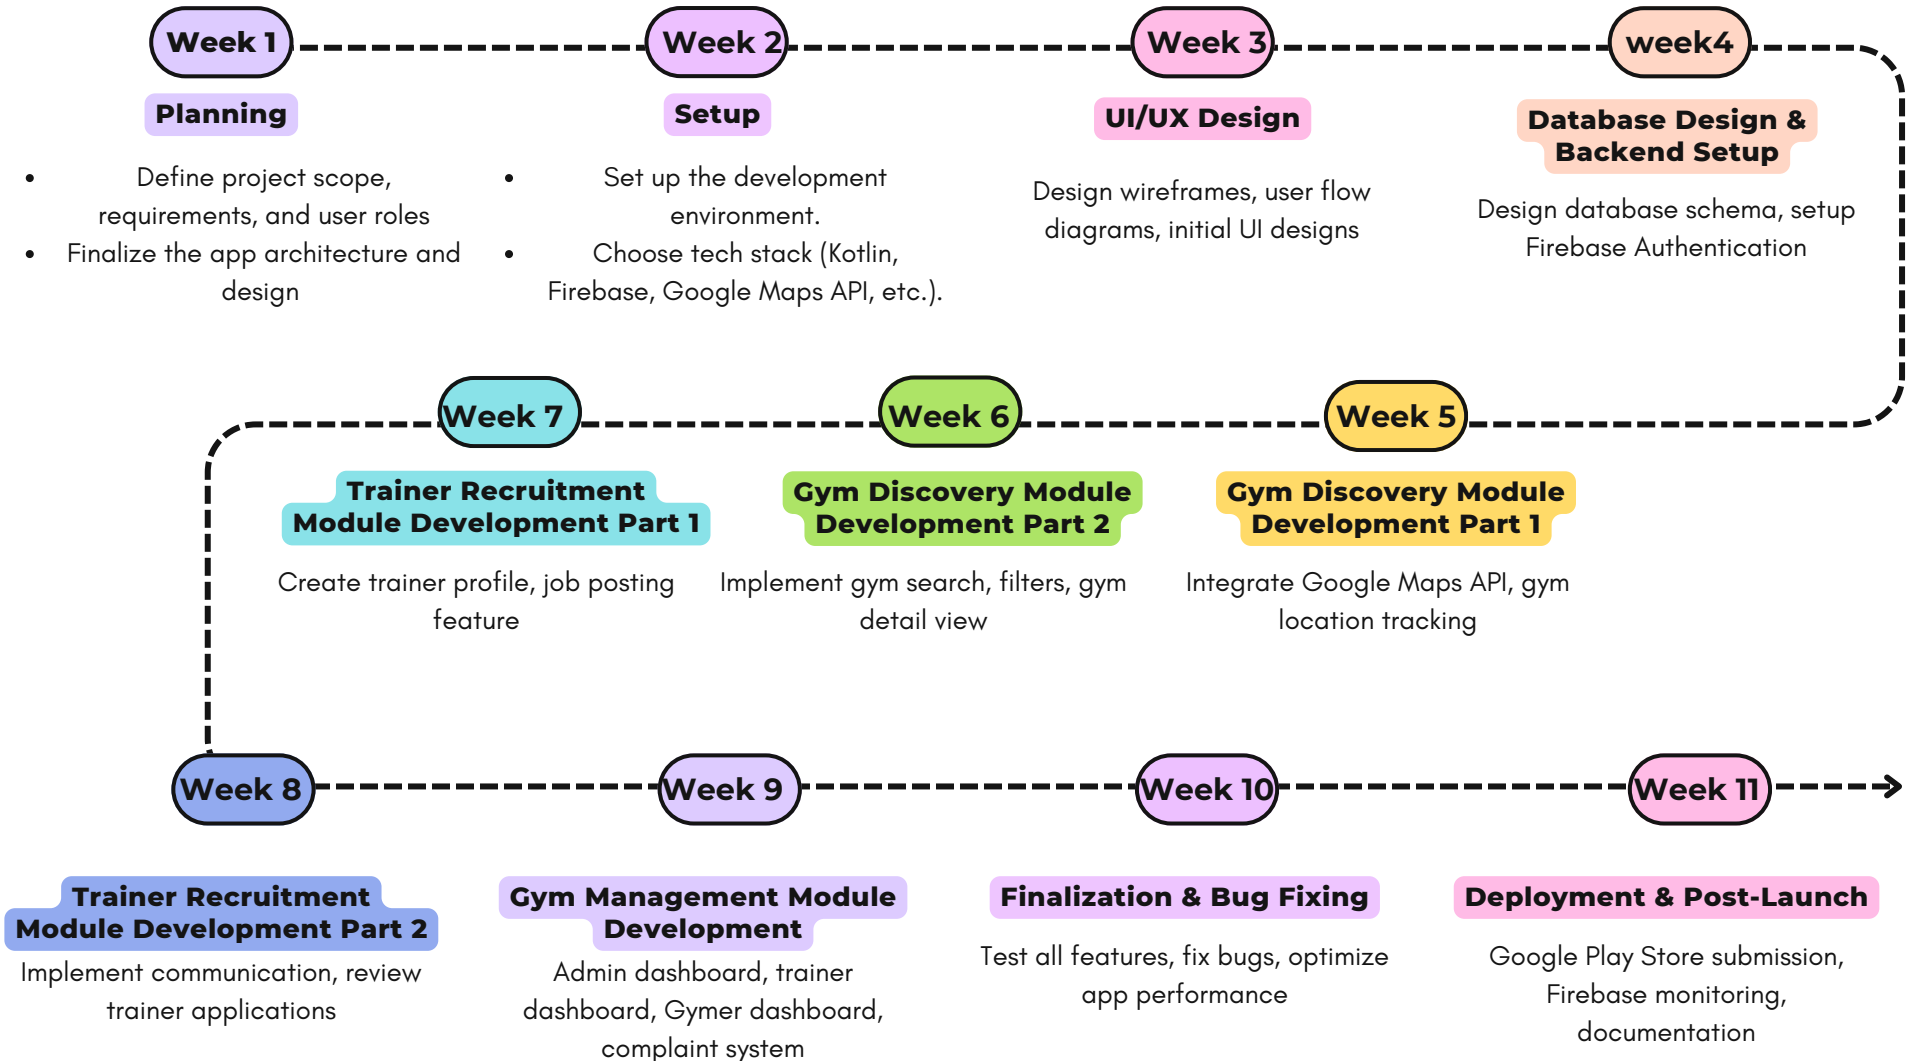 Week 1
Week 2
Week 3
week4
Planning
• Define project scope,
requirements, and user roles
• Finalize the app architecture and
design
Setup
• Set up the development
environment.
• Choose tech stack (Kotlin,
Firebase, Google Maps API, etc.).
UI/UX Design
Design wireframes, user flow
diagrams, initial UI designs
Database Design &
Backend Setup
Design database schema, setup
Firebase Authentication
Week 7
Week 6
Week 5
Trainer Recruitment
Module Development Part 1
Create trainer profile, job posting
feature
Gym Discovery Module
Development Part 2
Implement gym search, filters, gym
detail view
Gym Discovery Module
Development Part 1
Integrate Google Maps API, gym
location tracking
Week 8
Week 9
Week 10
Week 11
Trainer Recruitment
Module Development Part 2
Implement communication, review
trainer applications
Gym Management Module
Development
Admin dashboard, trainer
dashboard, Gymer dashboard,
complaint system
Finalization & Bug Fixing
Test all features, fix bugs, optimize
app performance
Deployment & Post-Launch
Google Play Store submission,
Firebase monitoring,
documentation